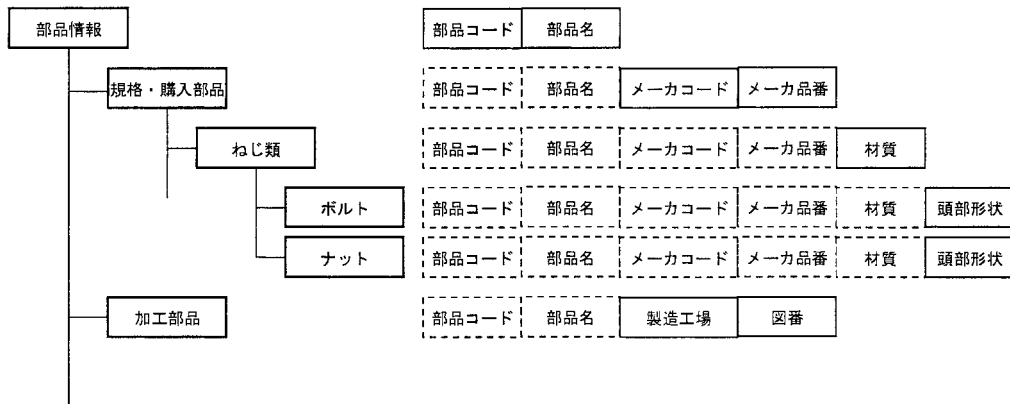 部品情報 部品コード 部品名
規格・購入部品 部品コード 部品名 メーカコード メーカ品番
ねじ類 部品コード 部品名 メーカコード メーカ品番 材質
ボルト 部品コード 部品名 メーカコード メーカ品番 材質 頭部形状
ナット 部品コード 部品名 メーカコード メーカ品番 材質 頭部形状
加工部品 部品コード 部品名 製造工場 図番